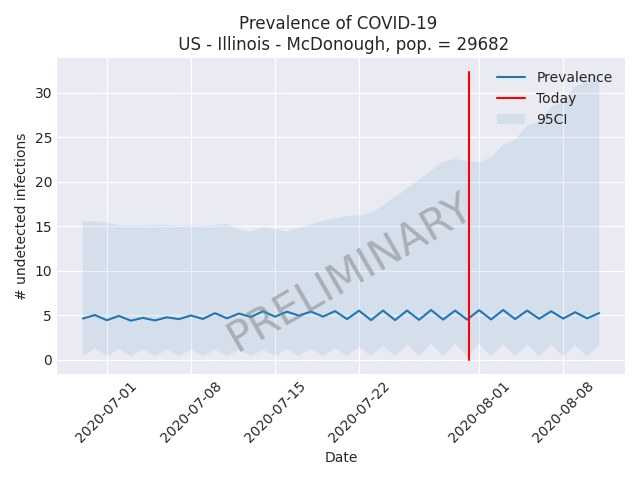 Prevalence of COVID-19
US - Illinois - McDonough, pop. = 29682
# undetected infections
30
25
20
15
10
5
0
Prevalence
Today
95CI
PRELIMINARY
2020-07-01
2020-07-08
2020-07-15
2020-07-22
2020-08-01
2020-08-08
Date